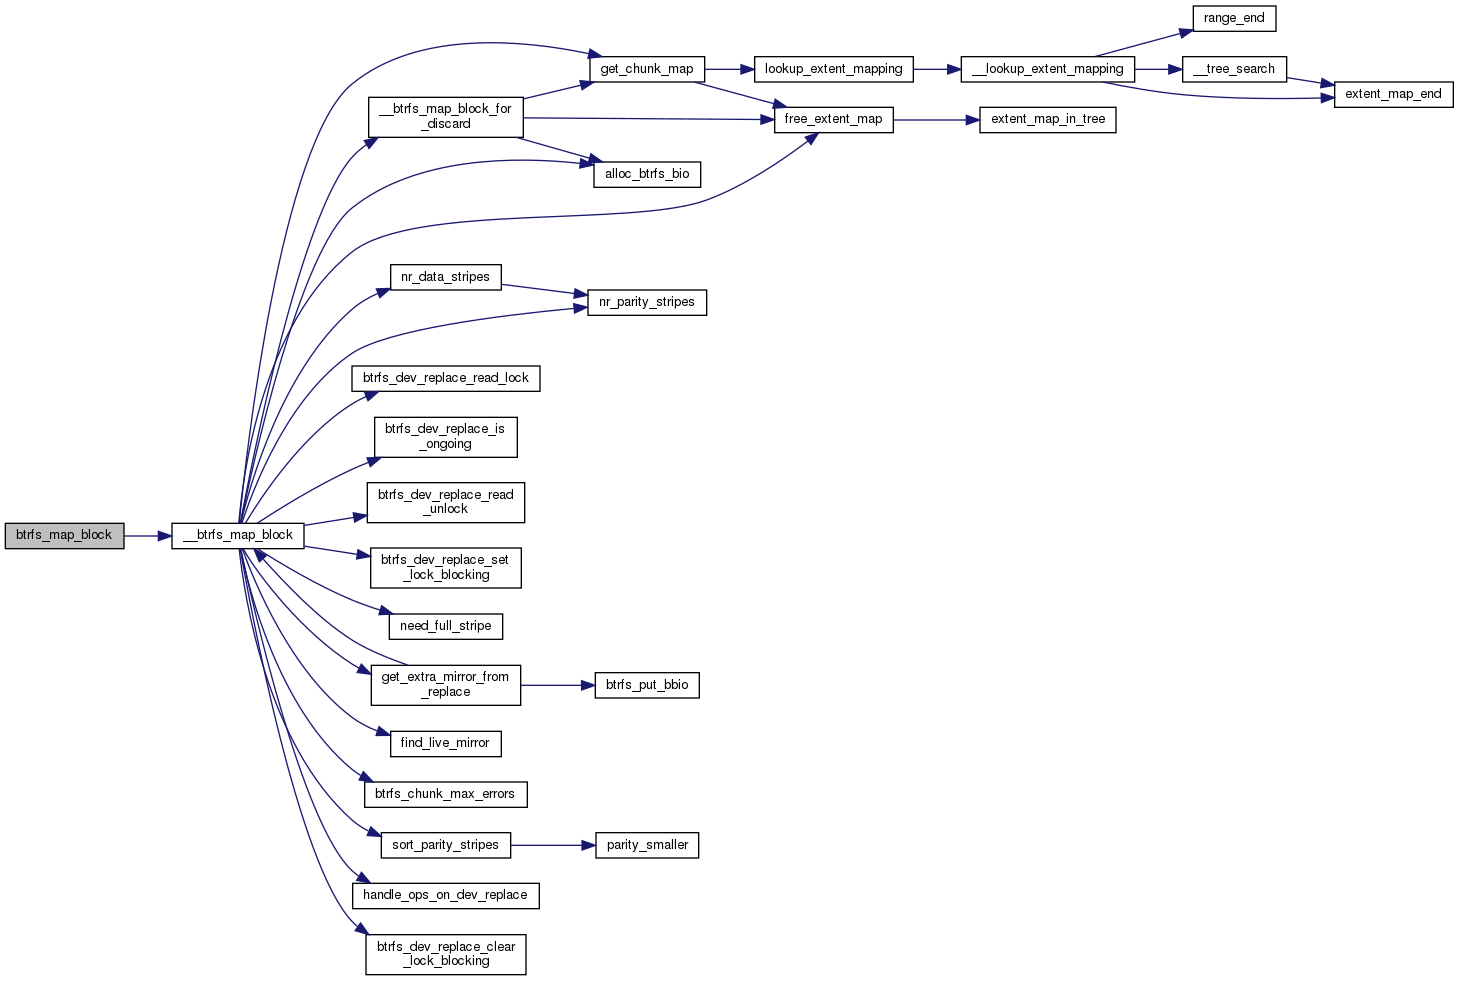 range_end
get_chunk_map
lookup_extent_mapping
__lookup_extent_mapping
__tree_search
extent_map_end
__btrfs_map_block_for
_discard
free_extent_map
extent_map_in_tree
alloc_btrfs_bio
nr_data_stripes
nr_parity_stripes
btrfs_dev_replace_read_lock
btrfs_dev_replace_is
_ongoing
btrfs_dev_replace_read
_unlock
btrfs_map_block
__btrfs_map_block
btrfs_dev_replace_set
_lock_blocking
need_full_stripe
get_extra_mirror_from
_replace
btrfs_put_bbio
find_live_mirror
btrfs_chunk_max_errors
sort_parity_stripes
parity_smaller
handle_ops_on_dev_replace
btrfs_dev_replace_clear
_lock_blocking